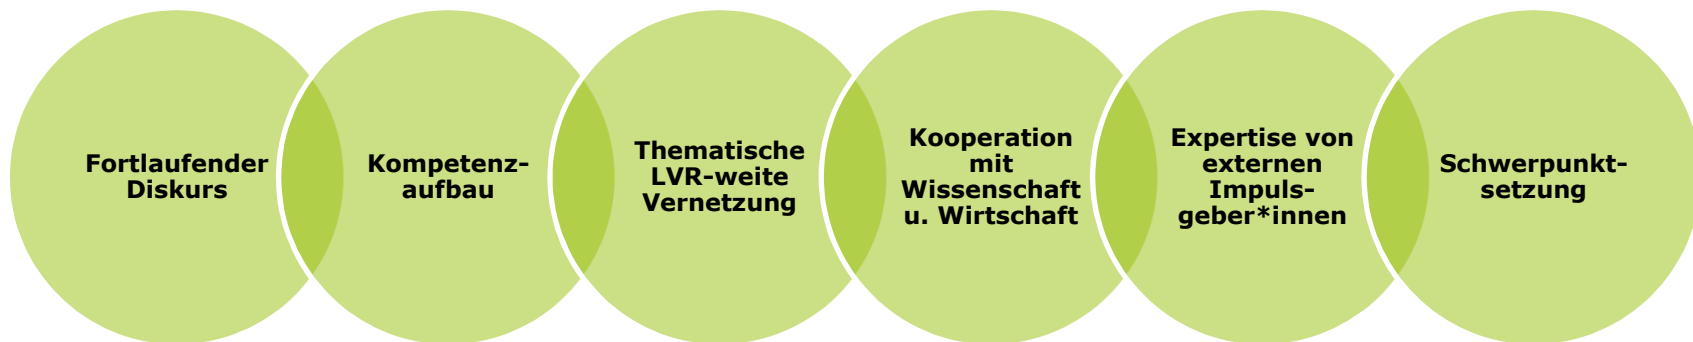 Fortlaufender
Diskurs
Kompetenz-
aufbau
Thematische
LVR-weite
Vernetzung
Kooperation
mit
Wissenschaft
u. Wirtschaft
Expertise von
externen
Impuls-
geber*innen
Schwerpunkt-
setzung